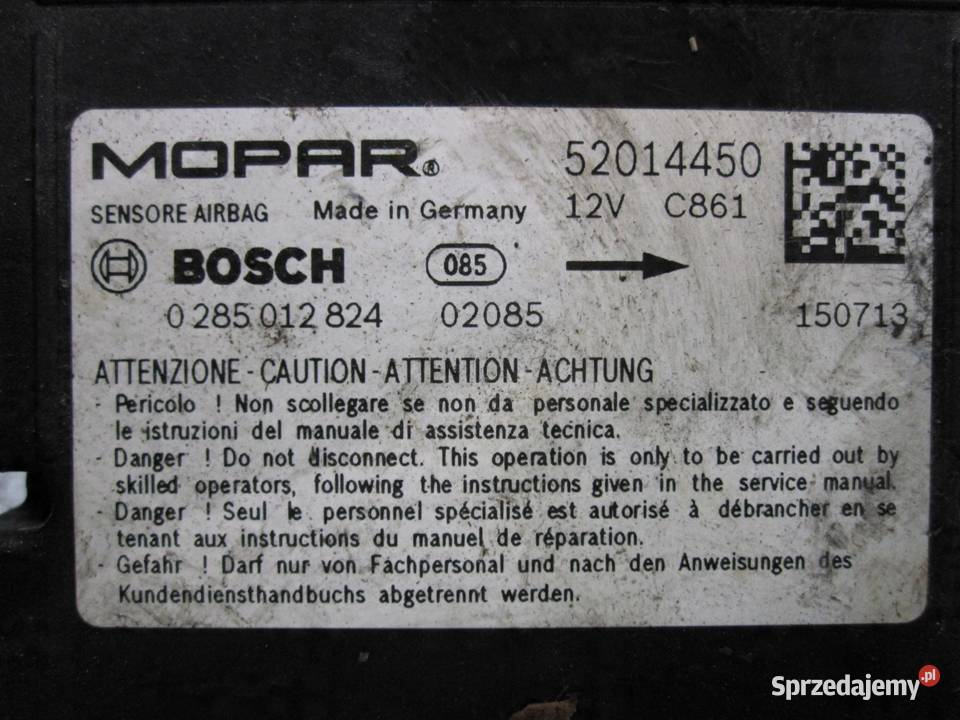 MOPAR® 52014450
SENSORE AIRBAG Made in Germany 12V C861
BOSCH 085
0 285 012 824 02085 150713
ATTENZIONE - CAUTION - ATTENTION - ACHTUNG
- Pericolo ! Non scollegare se non da personale specializzato e seguendo
le istruzioni del manuale di assistenza tecnica.
- Danger ! Do not disconnect. This operation is only to be carried out by
skilled operators, following the instructions given in the service manual.
- Danger ! Seul le personnel spécialisé est autorisé à débrancher en se
tenant aux instructions du manuel de réparation.
- Gefahr ! Darf nur von Fachpersonal und nach den Anweisungen des
Kundendiensthandbuchs abgetrennt werden.
Sprzedajemy.pl